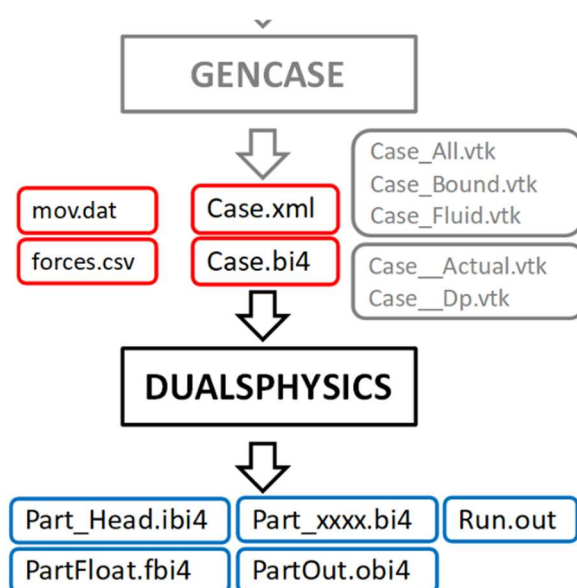 GENCASE
Case_All.vtk
Case_Bound.vtk
Case_Fluid.vtk
mov.dat
Case.xml
forces.csv
Case.bi4
Case__Actual.vtk
Case__Dp.vtk
DUALSPHYSICS
Part_Head.ibi4
Part_xxxx.bi4
Run.out
PartFloat.fbi4
PartOut.obi4